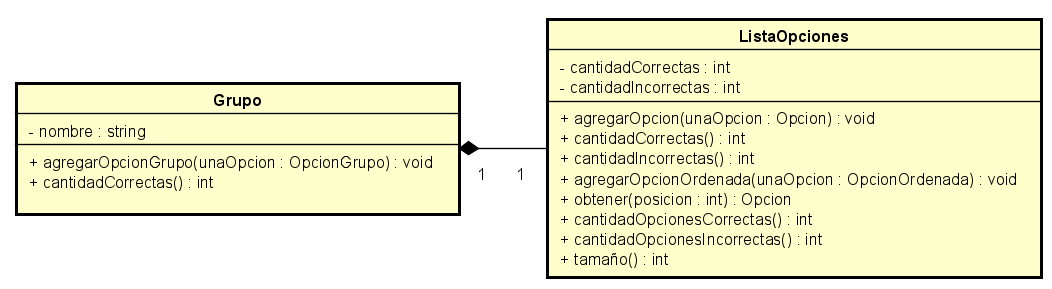 Grupo
- nombre : string
+ agregarOpcionGrupo(unaOpcion : OpcionGrupo) : void
+ cantidadCorrectas() : int
1
1
ListaOpciones
- cantidadCorrectas : int
- cantidadIncorrectas : int
+ agregarOpcion(unaOpcion : Opcion) : void
+ cantidadCorrectas() : int
+ cantidadIncorrectas() : int
+ agregarOpcionOrdenada(unaOpcion : OpcionOrdenada) : void
+ obtener(posicion : int) : Opcion
+ cantidadOpcionesCorrectas() : int
+ cantidadOpcionesIncorrectas() : int
+ tamaño() : int